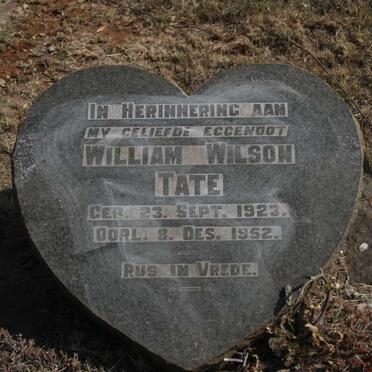 In Herinnering aan
my geliefde eggenoot
William Wilson
Tate
Geb. 23. Sept. 1923.
Oorl. 8. Des. 1952.
Rus in Vrede.